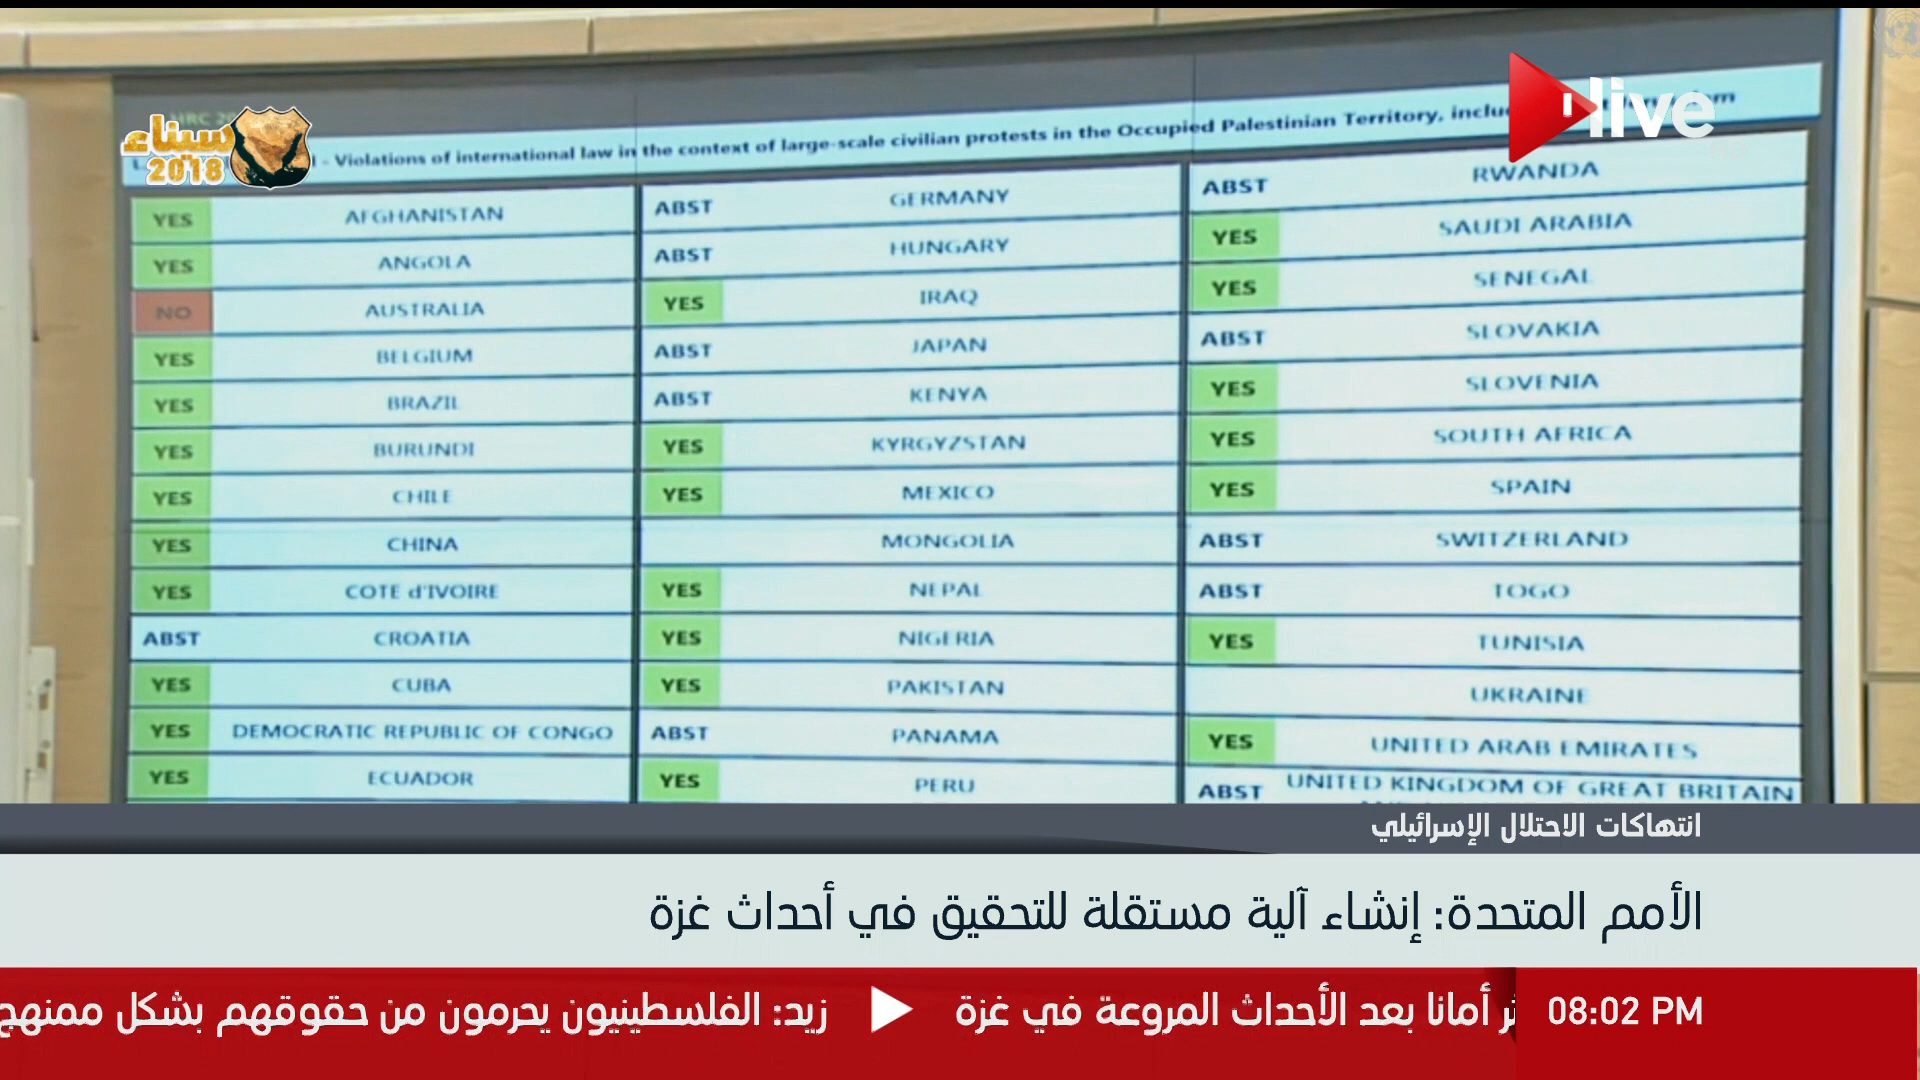 HRC
live
سيناء
2018
- Violations of international law in the context of large-scale civilian protests in the Occupied Palestinian Territory,
YES AFGHANISTAN
YES ANGOLA
NO AUSTRALIA
YES BELGIUM
YES BRAZIL
YES BURUNDI
YES CHILE
YES CHINA
YES COTE d'IVOIRE
ABST CROATIA
YES CUBA
YES DEMOCRATIC REPUBLIC OF CONGO
YES ECUADOR
ABST GERMANY
ABST HUNGARY
YES IRAQ
ABST JAPAN
ABST KENYA
YES KYRGYZSTAN
YES MEXICO
MONGOLIA
YES NEPAL
YES NIGERIA
YES PAKISTAN
ABST PANAMA
YES PERU
ABST RWANDA
YES SAUDI ARABIA
YES SENEGAL
ABST SLOVAKIA
YES SLOVENIA
YES SOUTH AFRICA
YES SPAIN
ABST SWITZERLAND
ABST TOGO
YES TUNISIA
UKRAINE
YES UNITED ARAB EMIRATES
ABST UNITED KINGDOM OF GREAT BRITAIN
انتهاكات الاحتلال الإسرائيلي
الأمم المتحدة: إنشاء آلية مستقلة للتحقيق في أحداث غزة
أمانا بعد الأحداث المروعة في غزة
زيد: الفلسطينيون يحرمون من حقوقهم بشكل ممنهج
08:02 PM